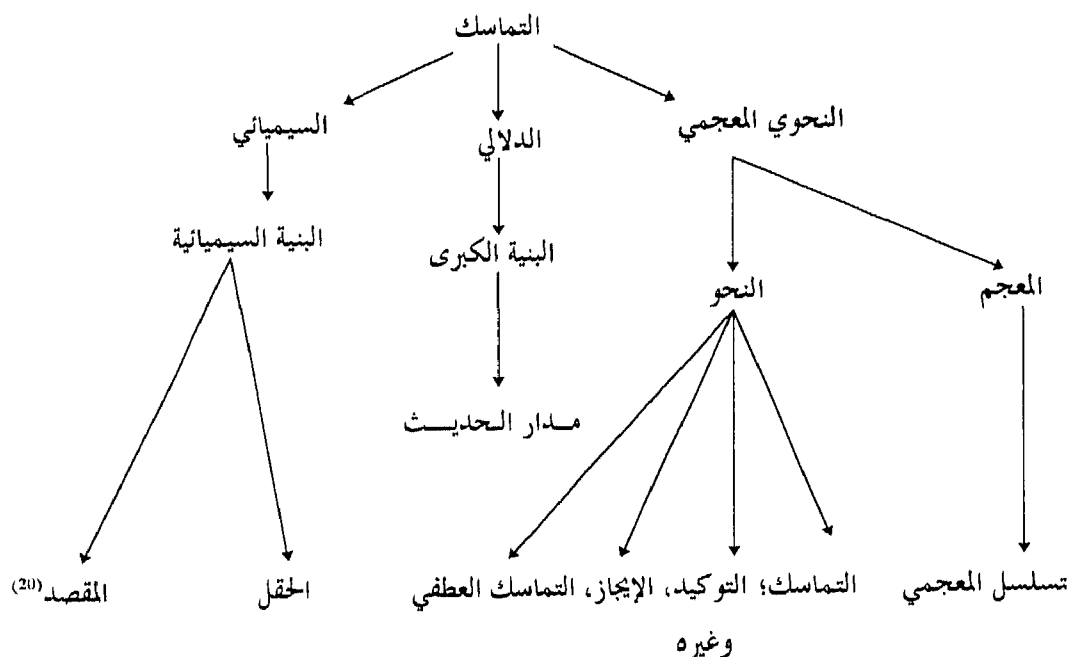 التماسك
النحوي المعجمي
الدلالي
السيميائي
البنية السيميائية
البنية الكبرى
المعجم
النحو
مدار الحديث
تسلسل المعجمي
التماسك؛ التوكيد، الإيجاز، التماسك العطفي
وغيره
الحقل
المقصد(20)